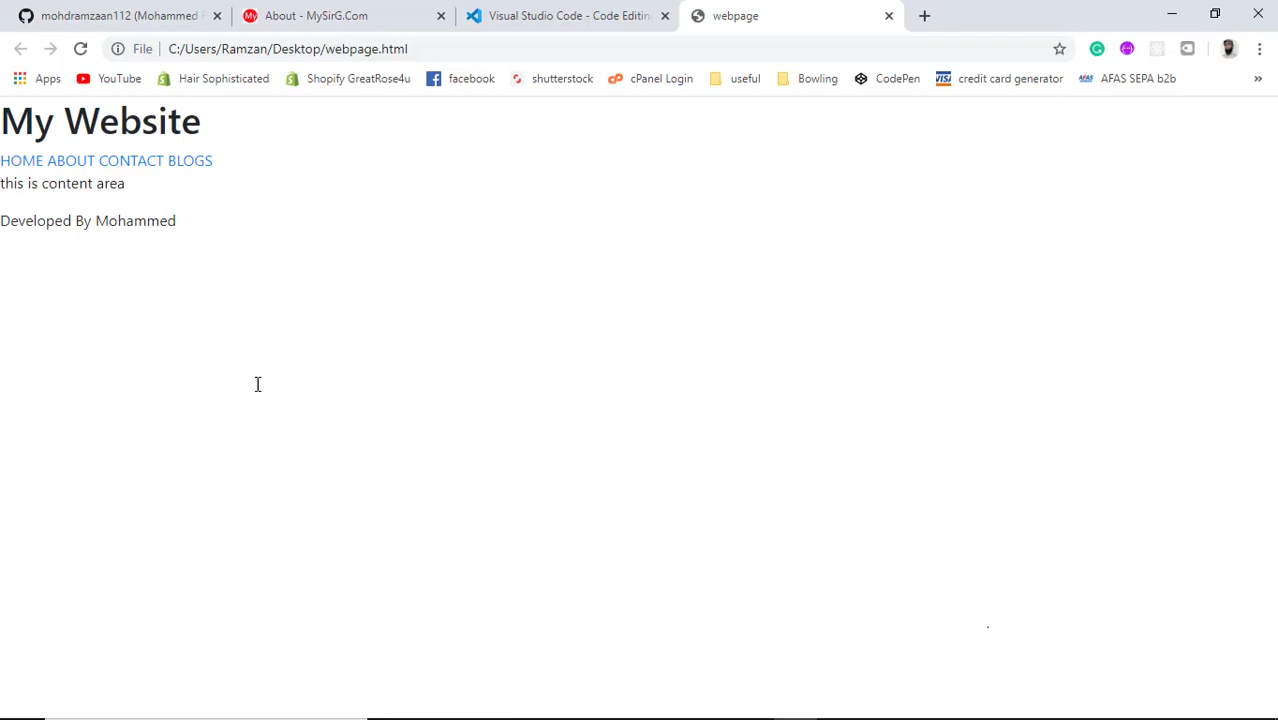 mohdramzaan112 (Mohammed
About - MySirG.Com
Visual Studio Code - Code Editin
webpage
File
C:/Users/Ramzan/Desktop/webpage.html
Apps
YouTube
Hair Sophisticated
Shopify GreatRose4u
facebook
shutterstock
cPanel Login
useful
Bowling
CodePen
VISA
credit card generator
AFAS
AFAS SEPA b2b
My Website
HOME ABOUT CONTACT BLOGS
this is content area
Developed By Mohammed